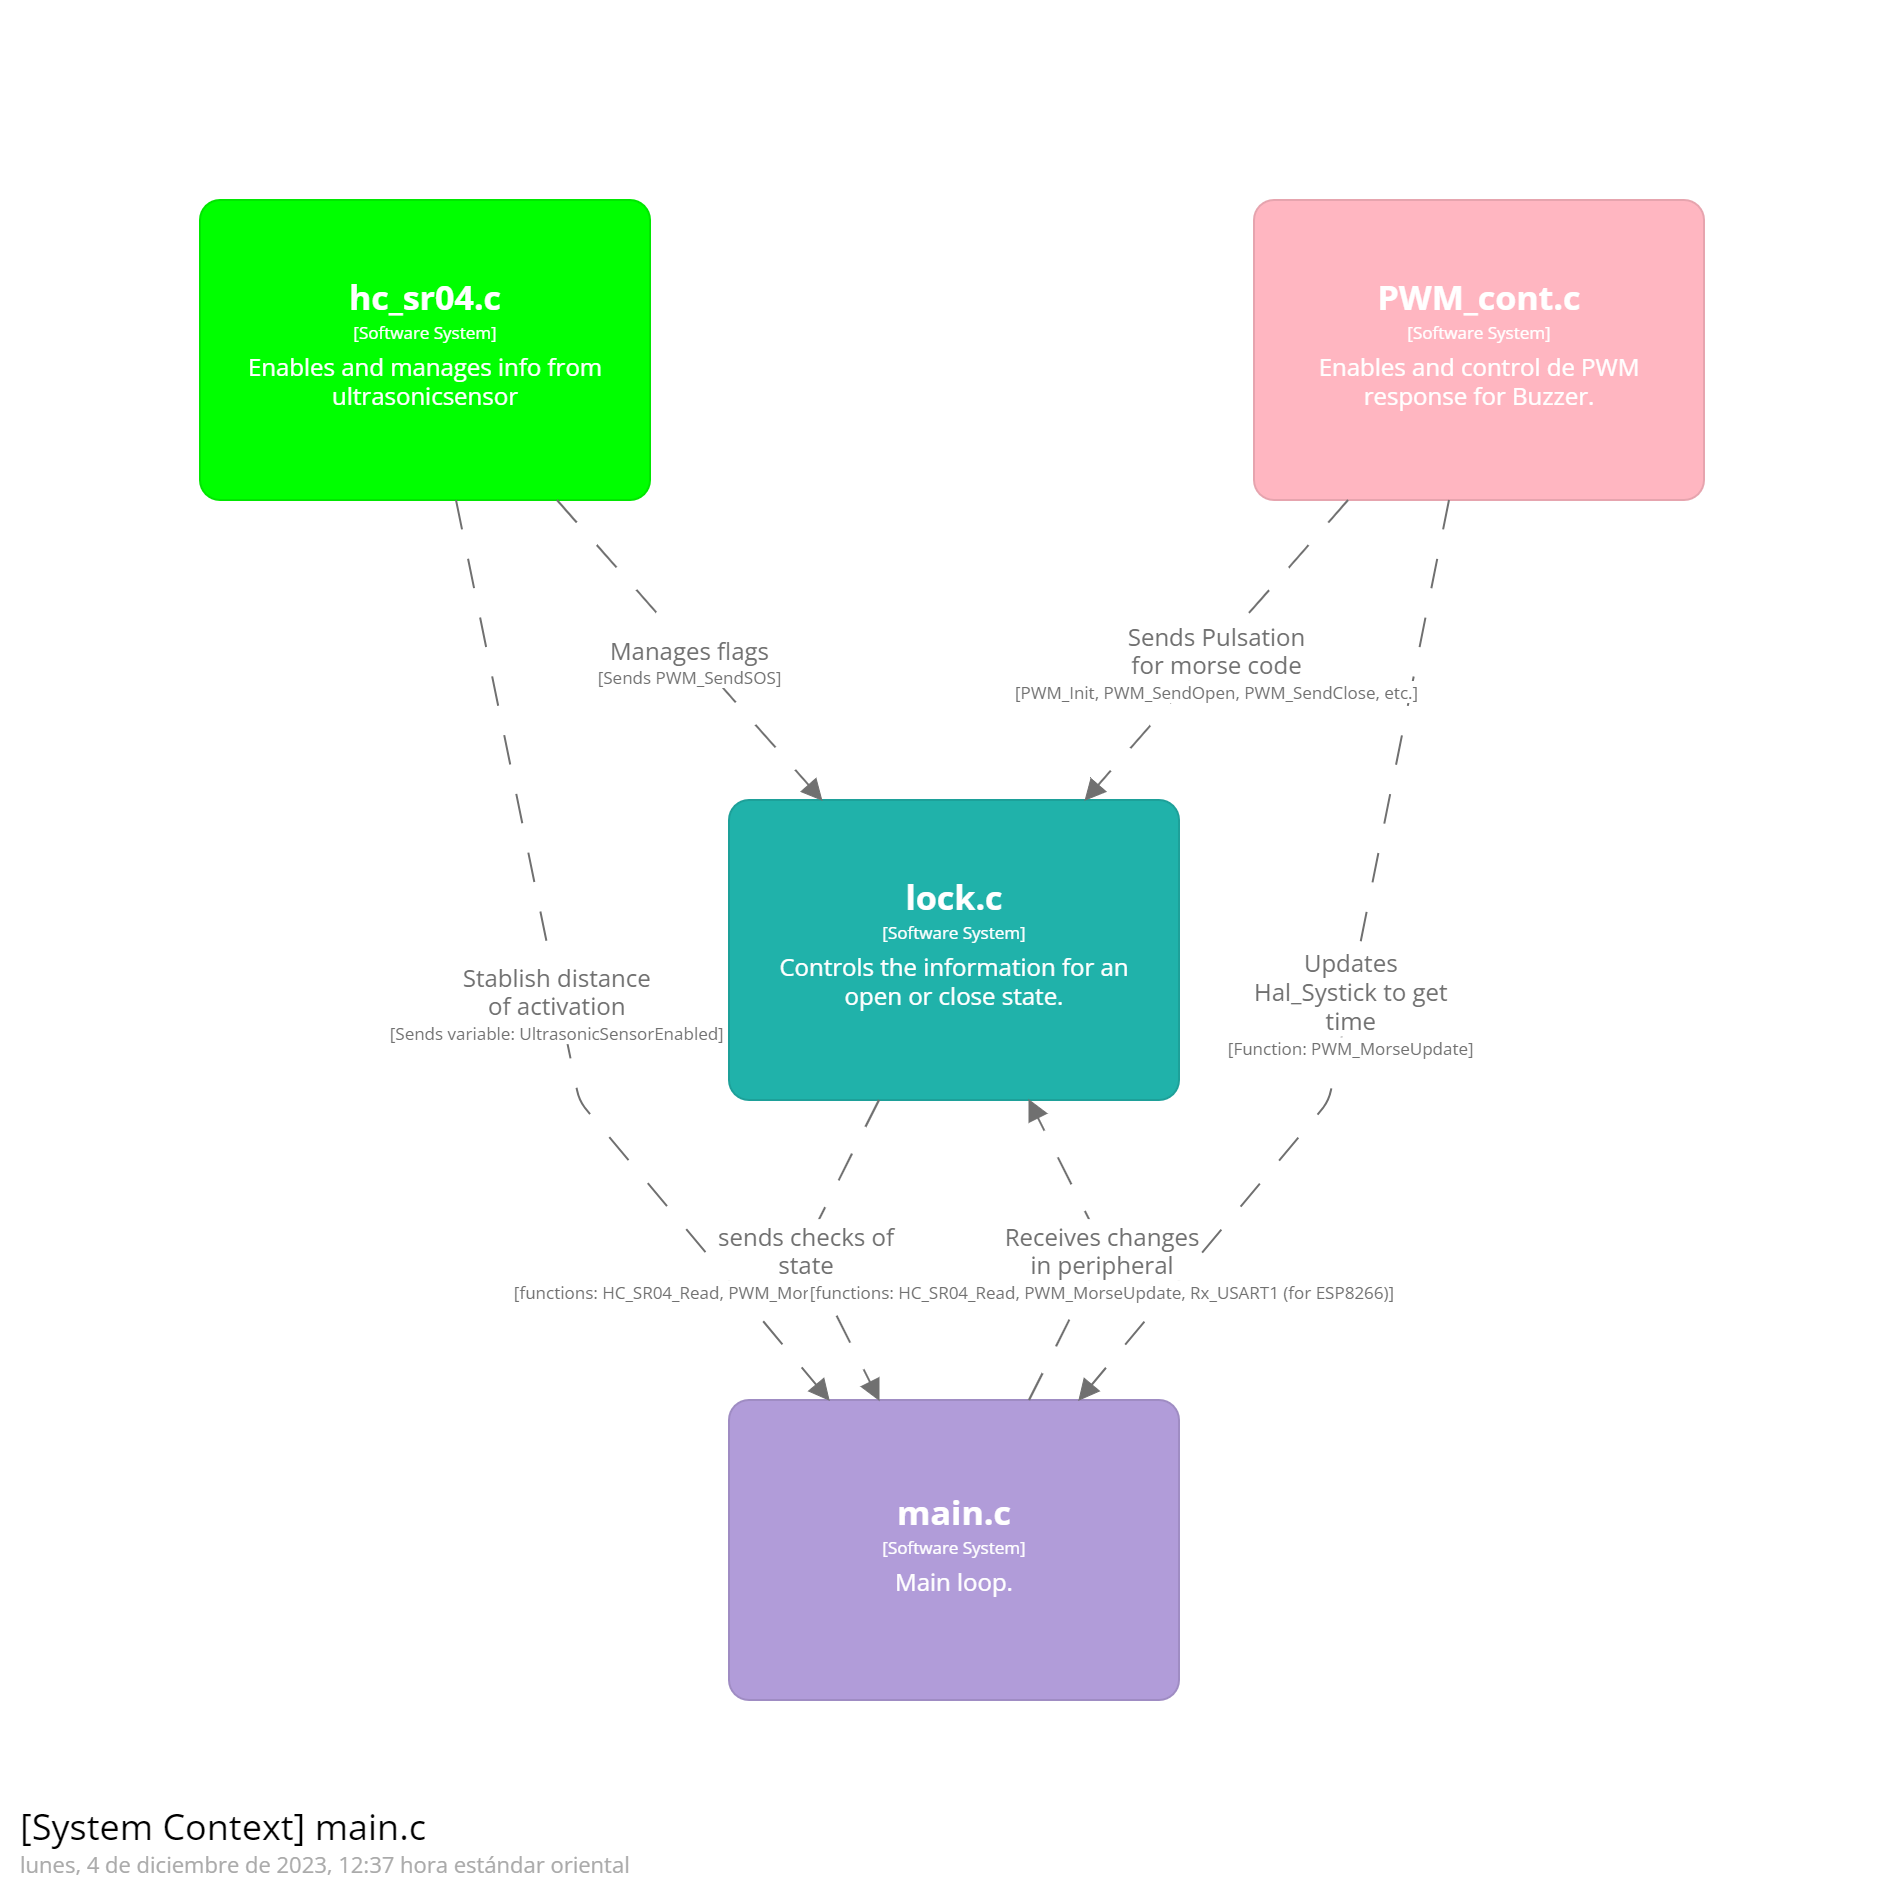 hc_sr04.c
[Software System]
Enables and manages info from
ultrasonicsensor
PWM_cont.c
[Software System]
Enables and control de PWM
response for Buzzer.
Manages flags
[Sends PWM_SendSOS]
Sends Pulsation
for morse code
[PWM_Init, PWM_SendOpen, PWM_SendClose, etc.]
lock.c
[Software System]
Controls the information for an
open or close state.
Stablish distance
of activation
[Sends variable: UltrasonicSensorEnabled]
Updates
Hal_Systick to get
time
[Function: PWM_MorseUpdate]
sends checks of
state
[functions: HC_SR04_Read,
Receives changes
in peripheral
[functions: HC_SR04_Read, PWM_MorseUpdate, Rx_USART1 (for ESP8266)]
main.c
[Software System]
Main loop.
[System Context] main.c
lunes, 4 de diciembre de 2023, 12:37 hora estándar oriental